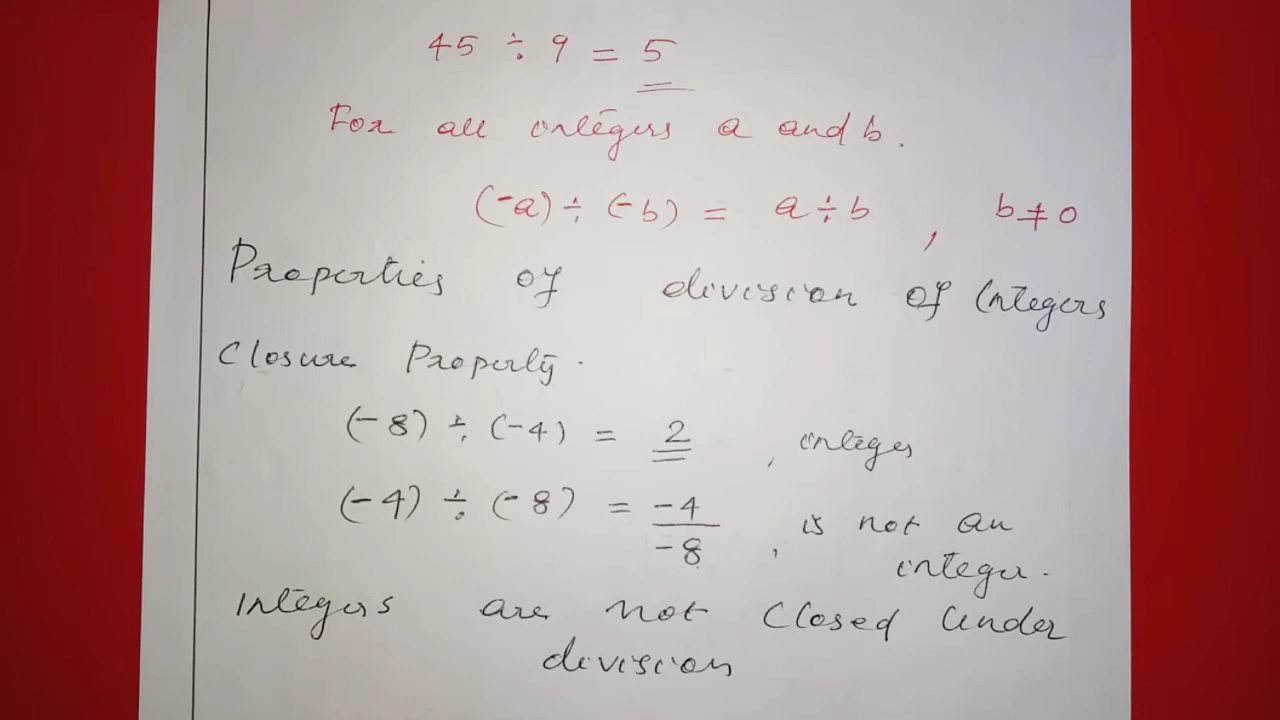 45 ÷ 9 = 5
For all integers a and b.
(-a) ÷ (-b) = a ÷ b , b ≠ 0
Properties of division of Integers
Closure Property.
(-8) ÷ (-4) = 2 , integer
(-4) ÷ (-8) = -4/-8 , is not an
integer.
Integers are not closed under
division